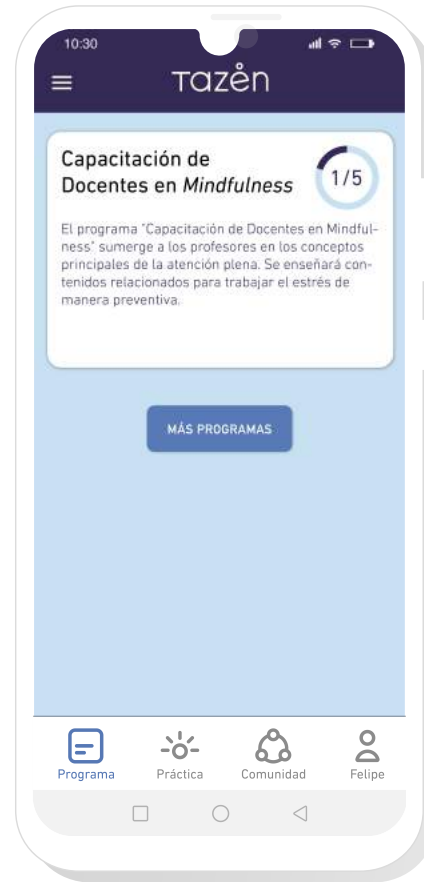 10:30
Tazėn
Capacitación de
Docentes en Mindfulness
1/5
El programa "Capacitación de Docentes en Mindful-
ness" sumerge a los profesores en los conceptos
principales de la atención plena. Se enseñará con-
tenidos relacionados para trabajar el estrés de
manera preventiva.
MÁS PROGRAMAS
Programa
Práctica
Comunidad
Felipe